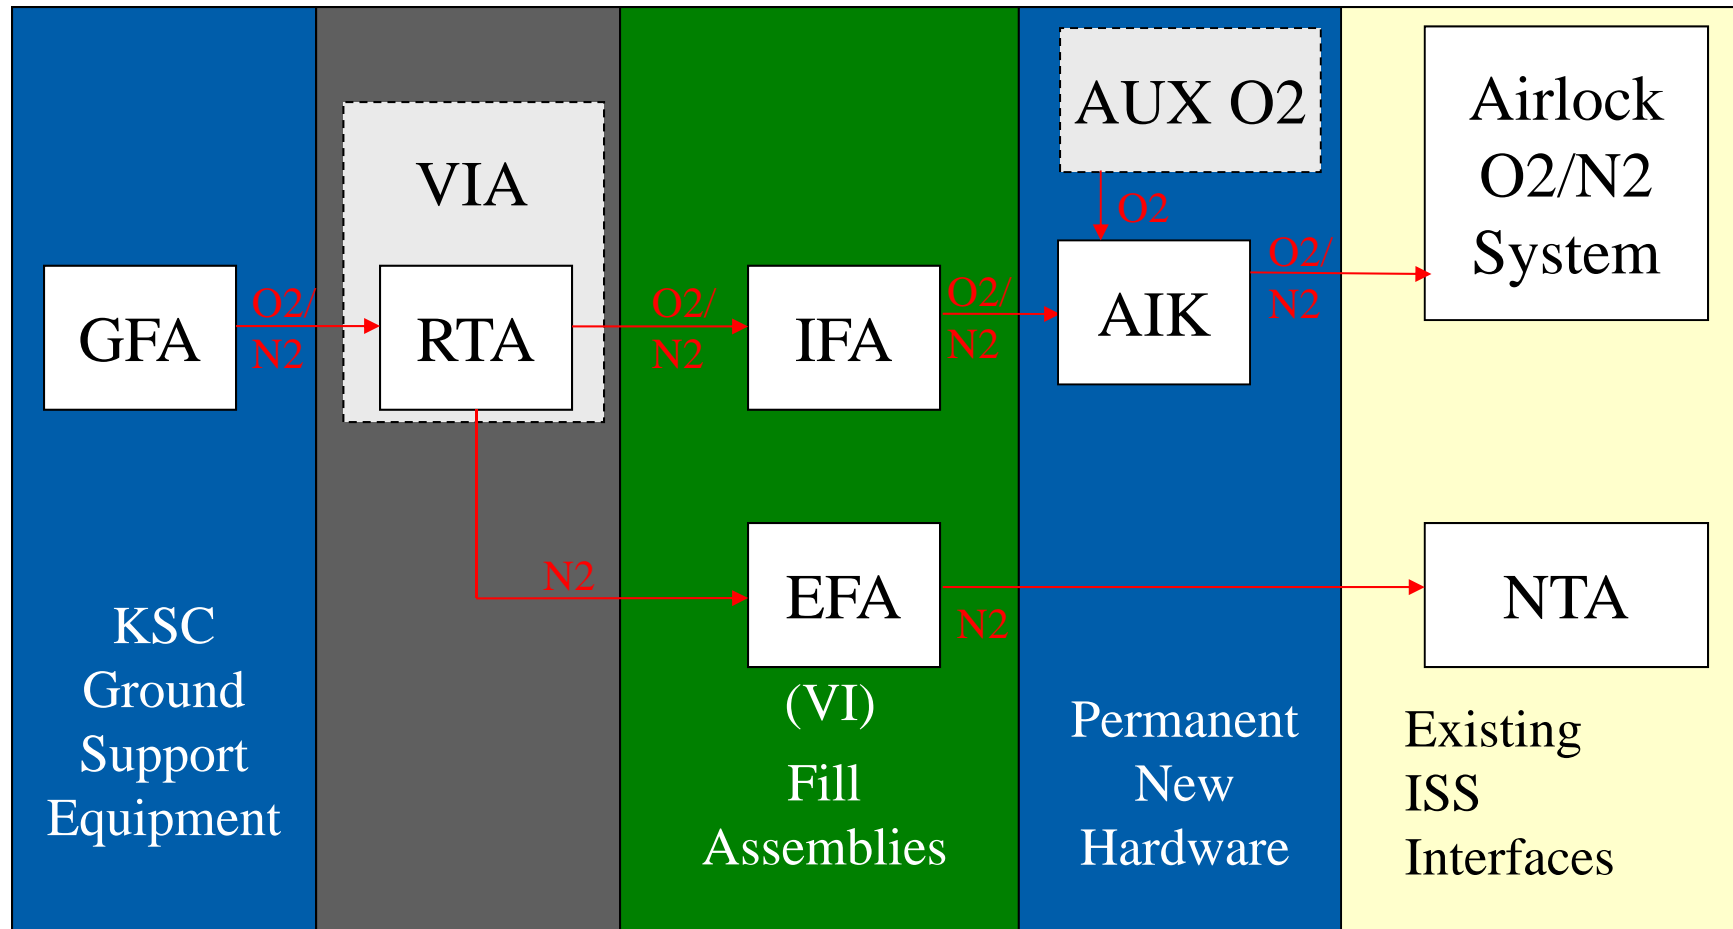 AUX O2
Airlock
O2/N2
System
VIA
O2
GFA
O2/
N2
RTA
O2/
N2
IFA
O2/
N2
AIK
O2/
N2
N2
EFA
N2
NTA
KSC
Ground
Support
Equipment
(VI)
Fill
Assemblies
Permanent
New
Hardware
Existing
ISS
Interfaces